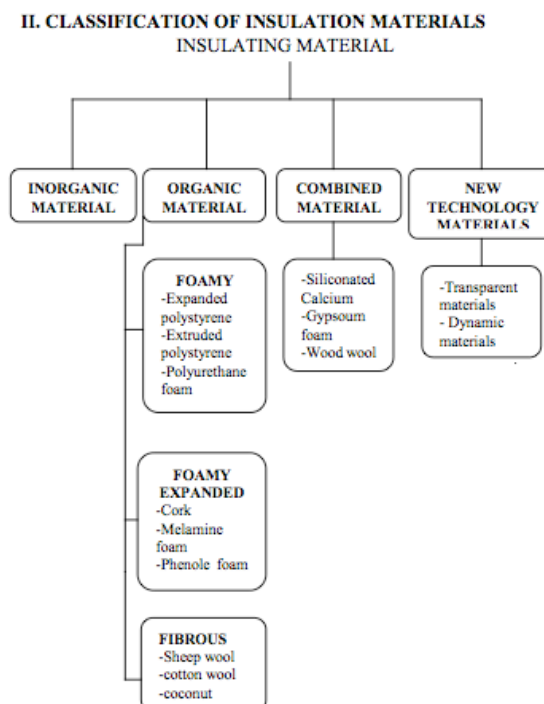 II. CLASSIFICATION OF INSULATION MATERIALS
INSULATING MATERIAL
INORGANIC
MATERIAL
ORGANIC
MATERIAL
COMBINED
MATERIAL
NEW
TECHNOLOGY
MATERIALS
FOAMY
-Expanded
polystyrene
-Extruded
polystyrene
-Polyurethane
foam
-Siliconated
Calcium
-Gypsoum
foam
-Wood wool
-Transparent
materials
- Dynamic
materials
FOAMY
EXPANDED
-Cork
-Melamine
foam
-Phenole foam
FIBROUS
-Sheep wool
-cotton wool
-coconut